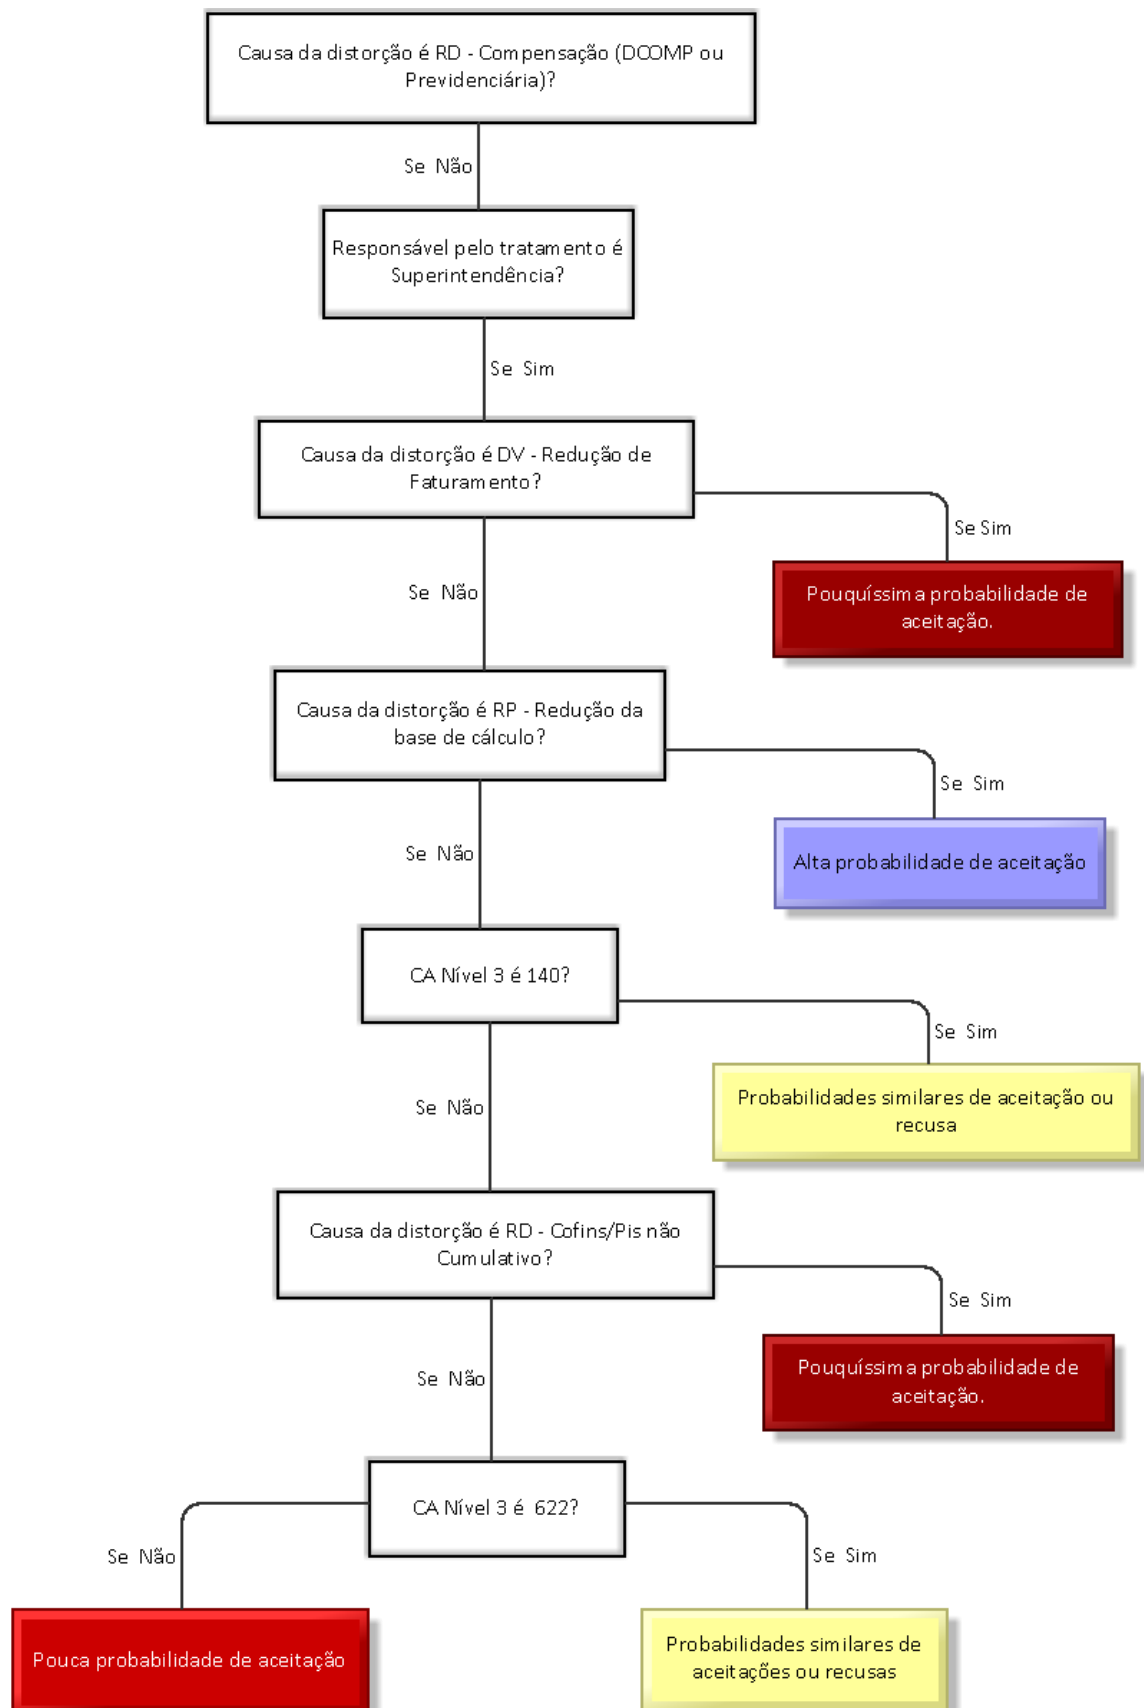 Causa da distorção é RD - Compensação (DCOMP ou
Previdenciária)?
Se Não
Responsável pelo tratamento é
Superintendência?
Se Sim
Causa da distorção é DV - Redução de
Faturamento?
Se Sim
Se Não
Pouquíssima probabilidade de
aceitação.
Causa da distorção é RP - Redução da
base de cálculo?
Se Sim
Se Não
Alta probabilidade de aceitação
CA Nível 3 é 140?
Se Sim
Se Não
Probabilidades similares de aceitação ou
recusa
Causa da distorção é RD - Cofins/Pis não
Cumulativo?
Se Sim
Se Não
Pouquíssima probabilidade de
aceitação.
CA Nível 3 é 622?
Se Não
Se Sim
Pouca probabilidade de aceitação
Probabilidades similares de
aceitações ou recusas